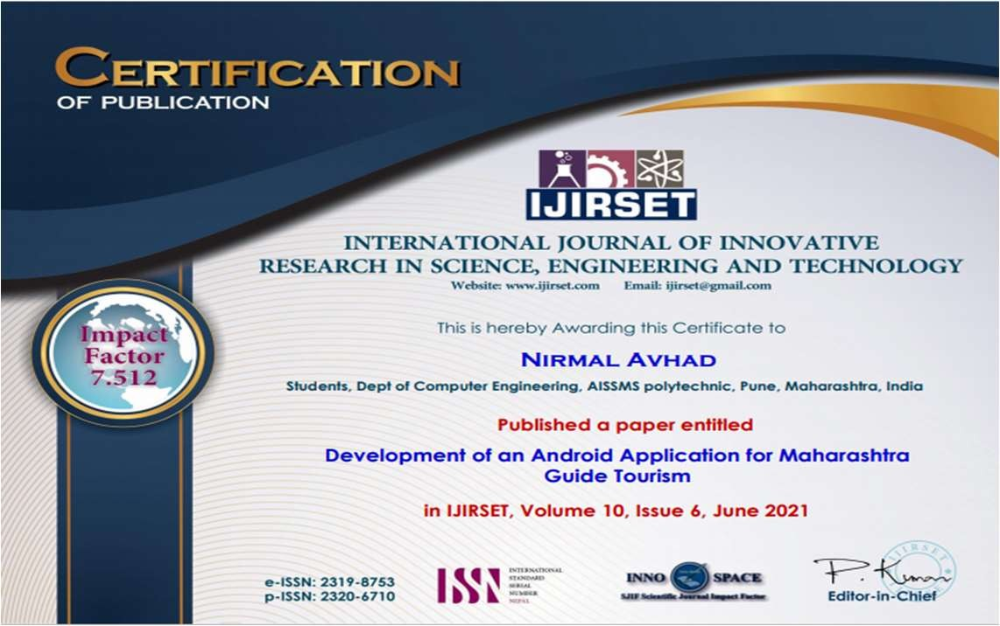 CERTIFICATION
OF PUBLICATION
IJIRSET
INTERNATIONAL JOURNAL OF INNOVATIVE
RESEARCH IN SCIENCE, ENGINEERING AND TECHNOLOGY
Website: www.ijirset.com Email: ijirset@gmail.com
Impact
Factor
7.512
This is hereby Awarding this Certificate to
NIRMAL AVHAD
Students, Dept of Computer Engineering, AISSMS polytechnic, Pune, Maharashtra, India
Published a paper entitled
Development of an Android Application for Maharashtra
Guide Tourism
in IJIRSET, Volume 10, Issue 6, June 2021
e-ISSN: 2319-8753
p-ISSN: 2320-6710
ISSN
INTERNATIONAL
STANDARD
SERIAL
NUMBER
NEPAL
INNO SPACE
SJIF Scientific Journal Impact Factor
IJIRSET
P. Kumar
Editor-in-Chief